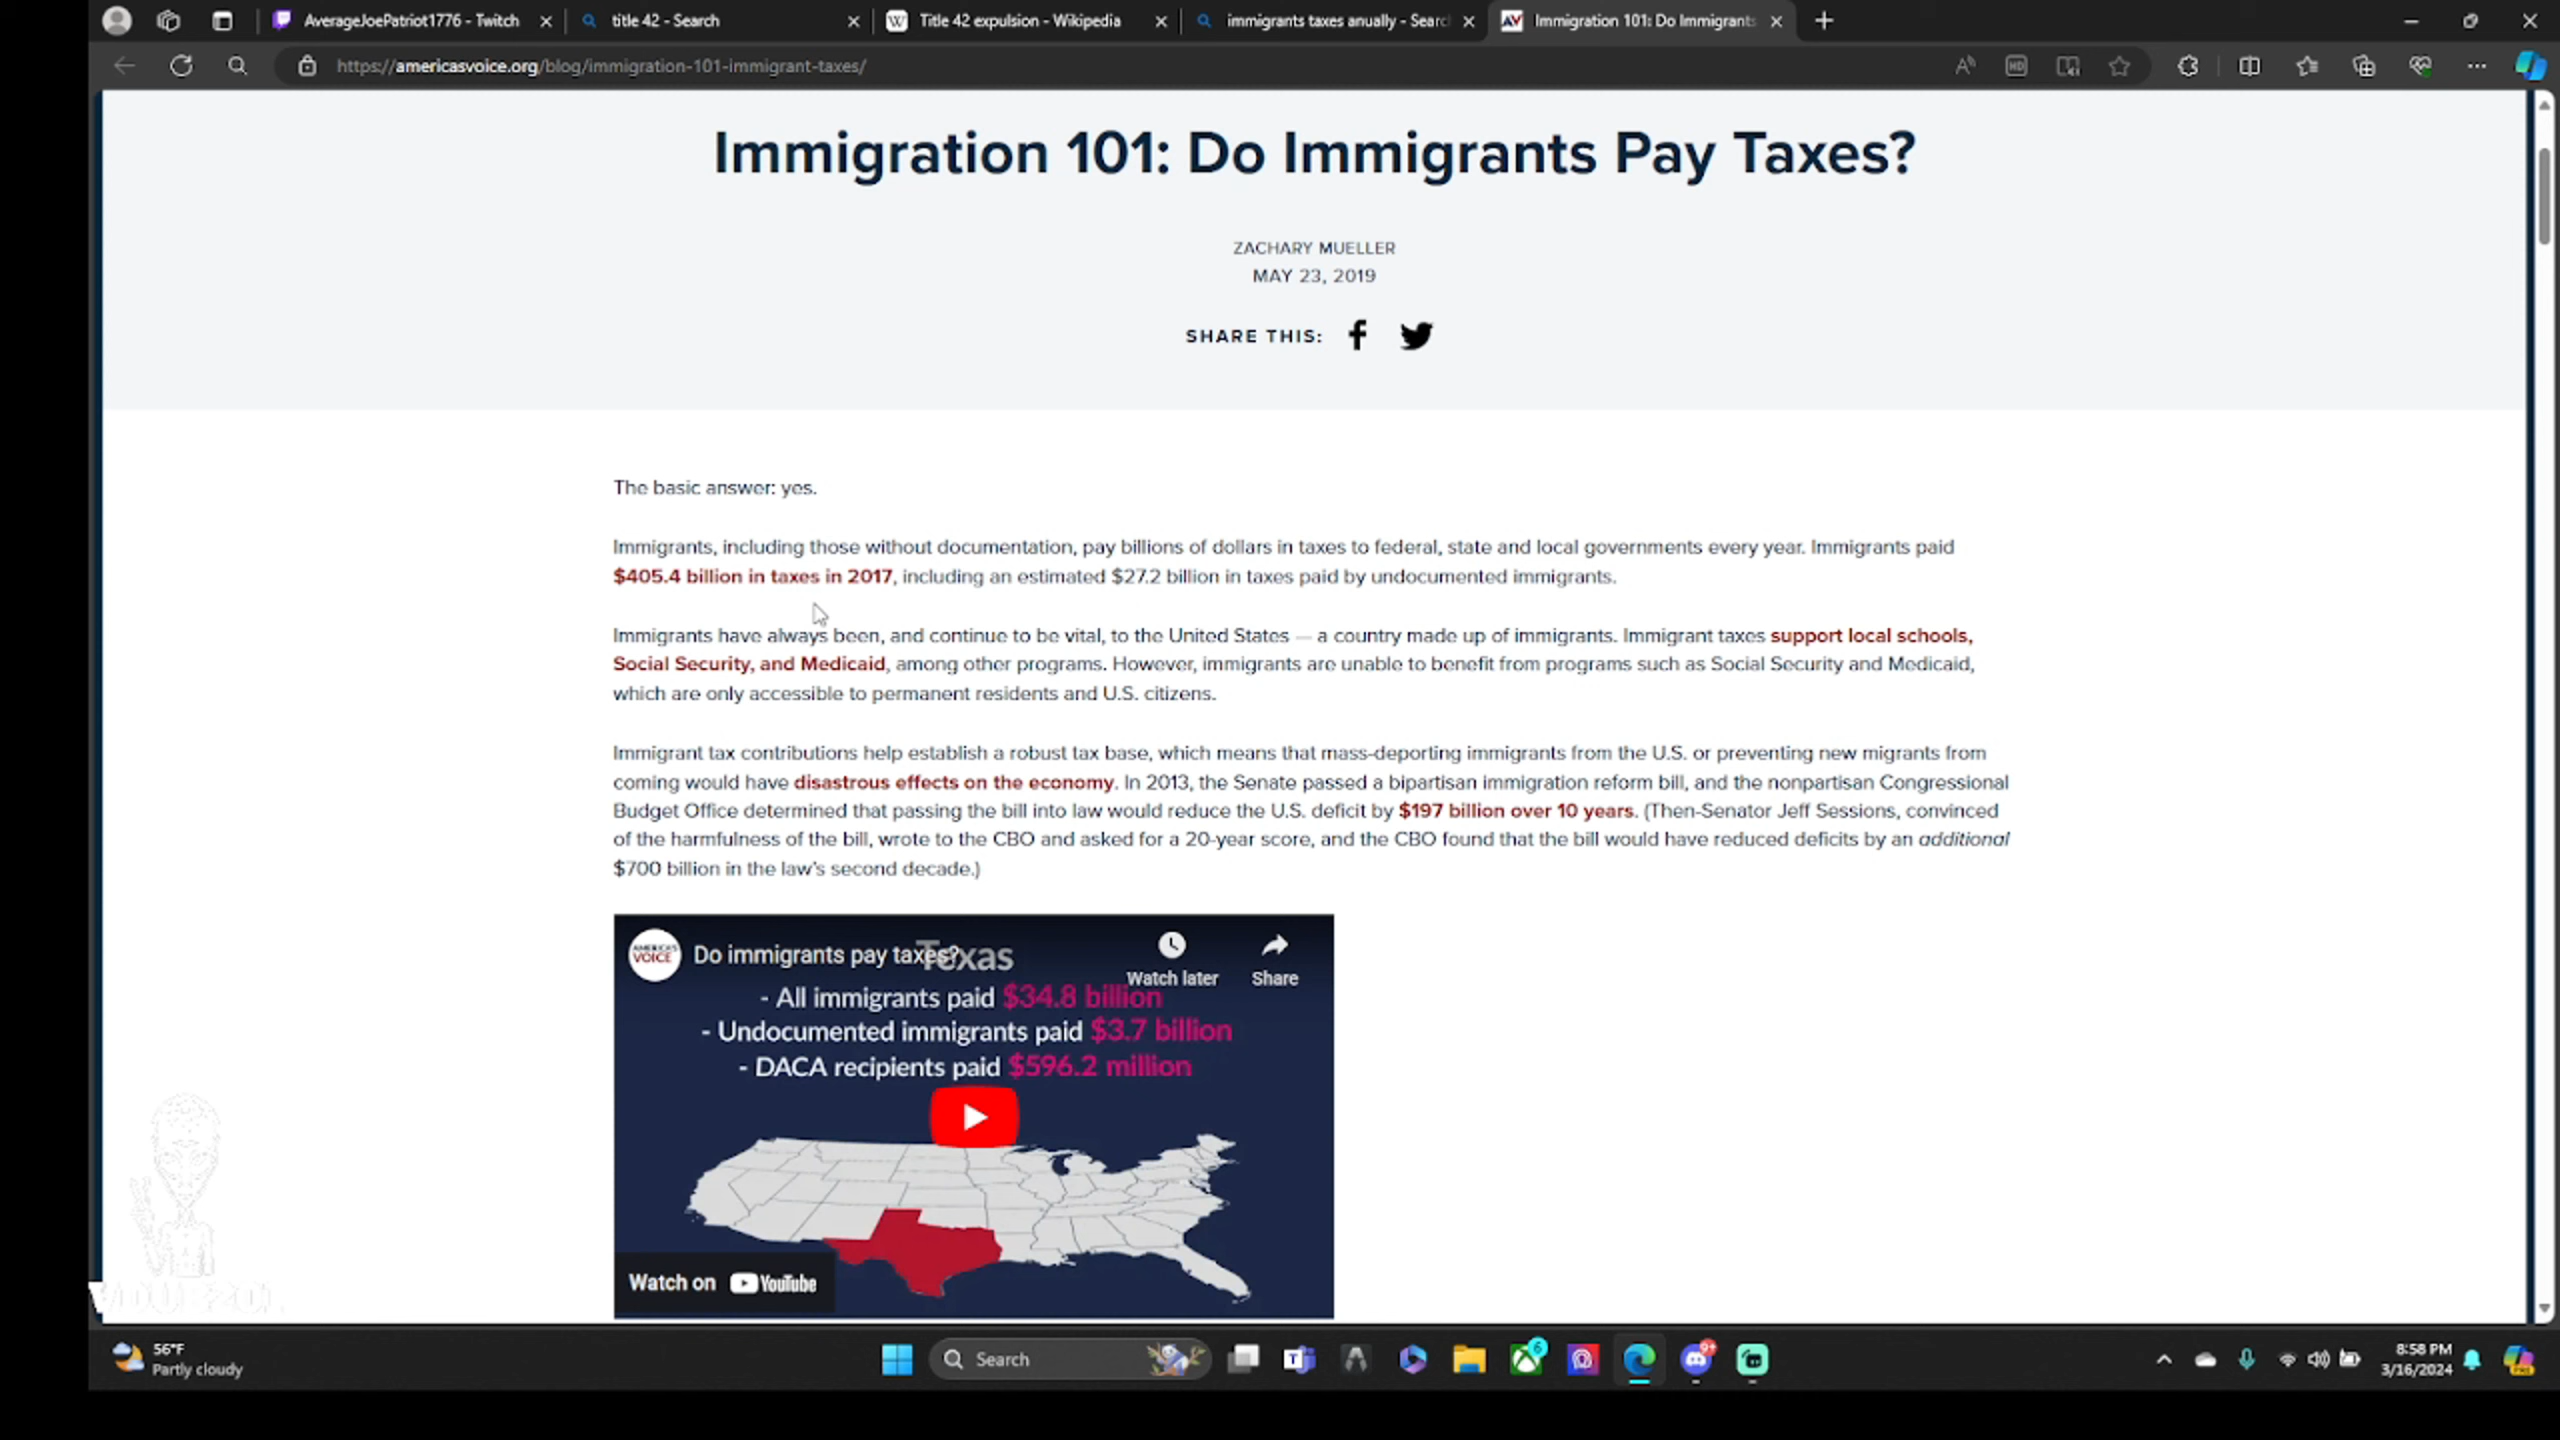 AverageJoePatriot1776 - Twitch
title 42 - Search
Title 42 expulsion - Wikipedia
immigrants taxes anually - Searc
Immigration 101: Do Immigrants
https://americasvoice.org/blog/immigration-101-immigrant-taxes/
Immigration 101: Do Immigrants Pay Taxes?
ZACHARY MUELLER
MAY 23, 2019
SHARE THIS:
The basic answer: yes.
Immigrants, including those without documentation, pay billions of dollars in taxes to federal, state and local governments every year. Immigrants paid
$405.4 billion in taxes in 2017, including an estimated $27.2 billion in taxes paid by undocumented immigrants.
Immigrants have always been, and continue to be vital, to the United States — a country made up of immigrants. Immigrant taxes support local schools,
Social Security, and Medicaid, among other programs. However, immigrants are unable to benefit from programs such as Social Security and Medicaid,
which are only accessible to permanent residents and U.S. citizens.
Immigrant tax contributions help establish a robust tax base, which means that mass-deporting immigrants from the U.S. or preventing new migrants from
coming would have disastrous effects on the economy. In 2013, the Senate passed a bipartisan immigration reform bill, and the nonpartisan Congressional
Budget Office determined that passing the bill into law would reduce the U.S. deficit by $197 billion over 10 years. (Then-Senator Jeff Sessions, convinced
of the harmfulness of the bill, wrote to the CBO and asked for a 20-year score, and the CBO found that the bill would have reduced deficits by an additional
$700 billion in the law's second decade.)
AMERICA'S
VOICE
Do immigrants pay taxes?
Texas
Watch later
Share
- All immigrants paid $34.8 billion
- Undocumented immigrants paid $3.7 billion
- DACA recipients paid $596.2 million
Watch on YouTube
56°F
Partly cloudy
Search
6
9+
8:58 PM
3/16/2024